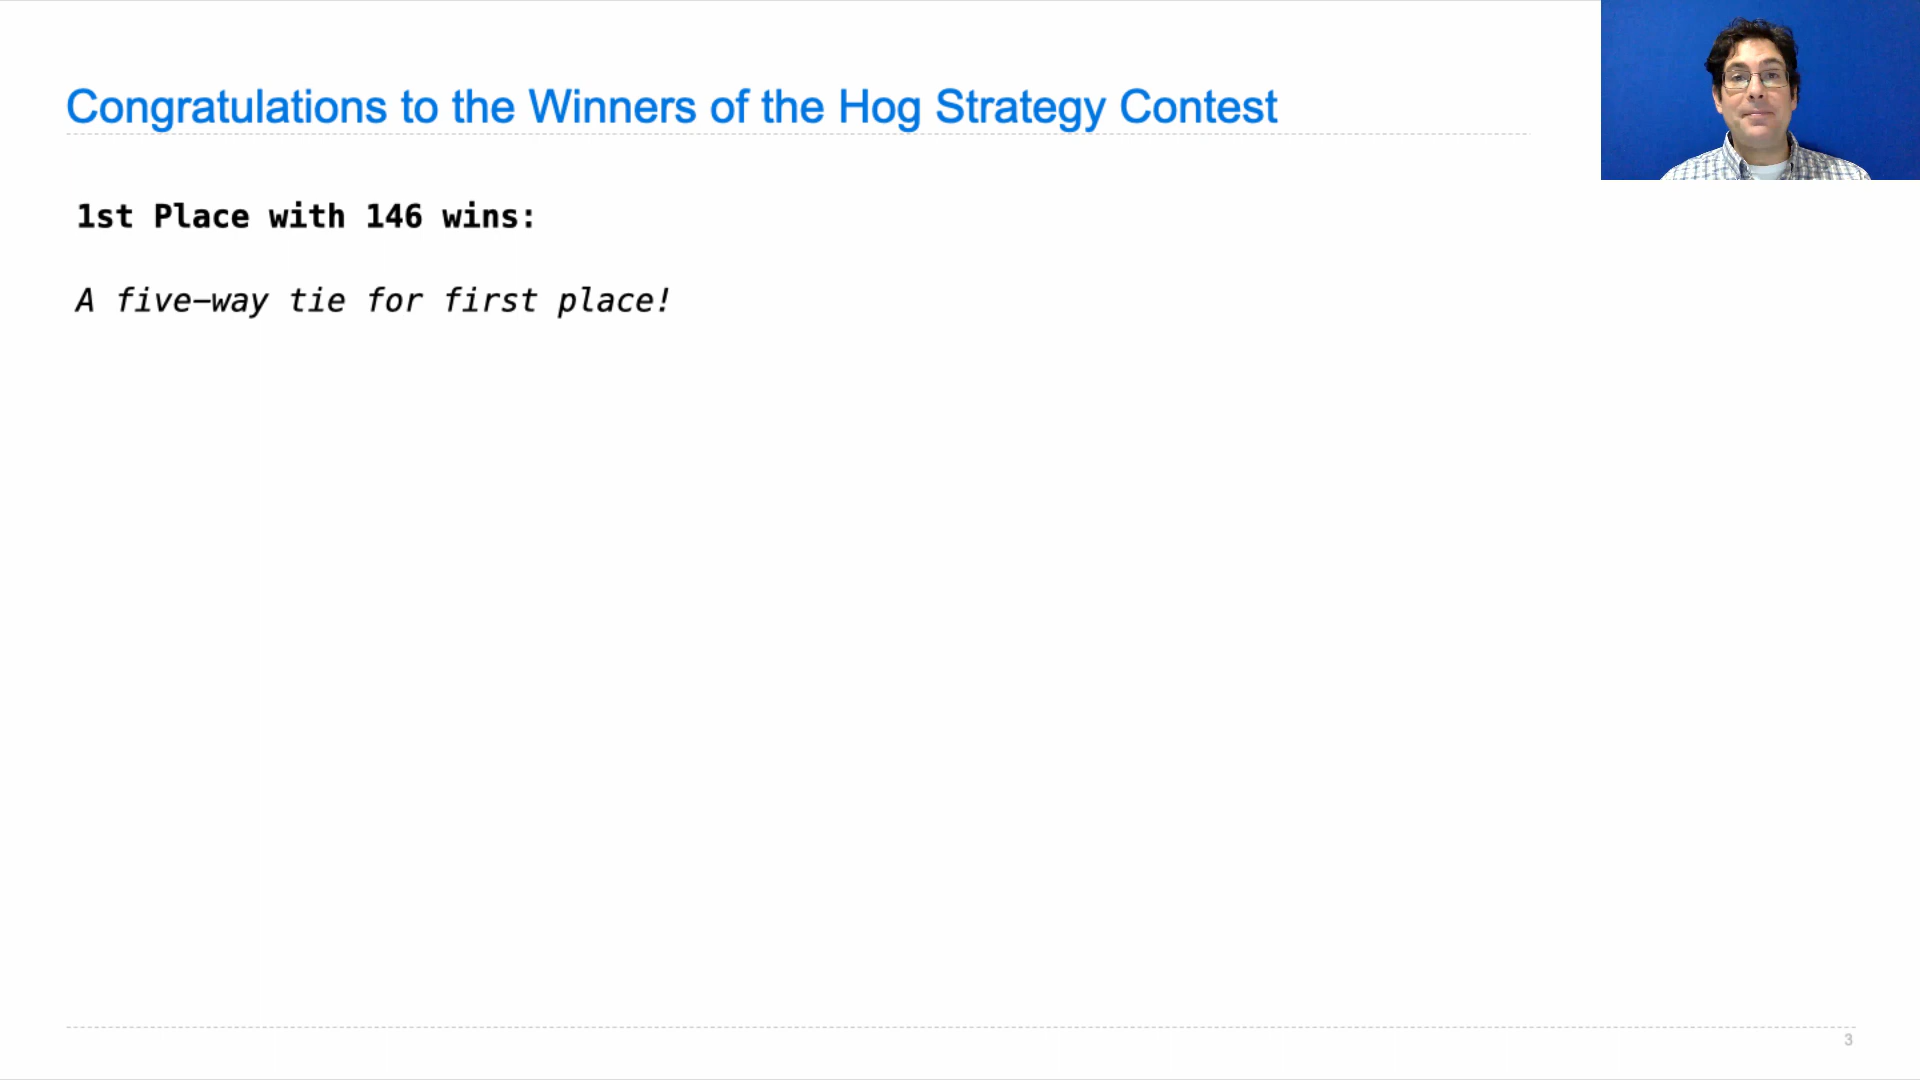 Congratulations to the Winners of the Hog Strategy Contest
1st Place with 146 wins:
A five-way tie for first place!
3